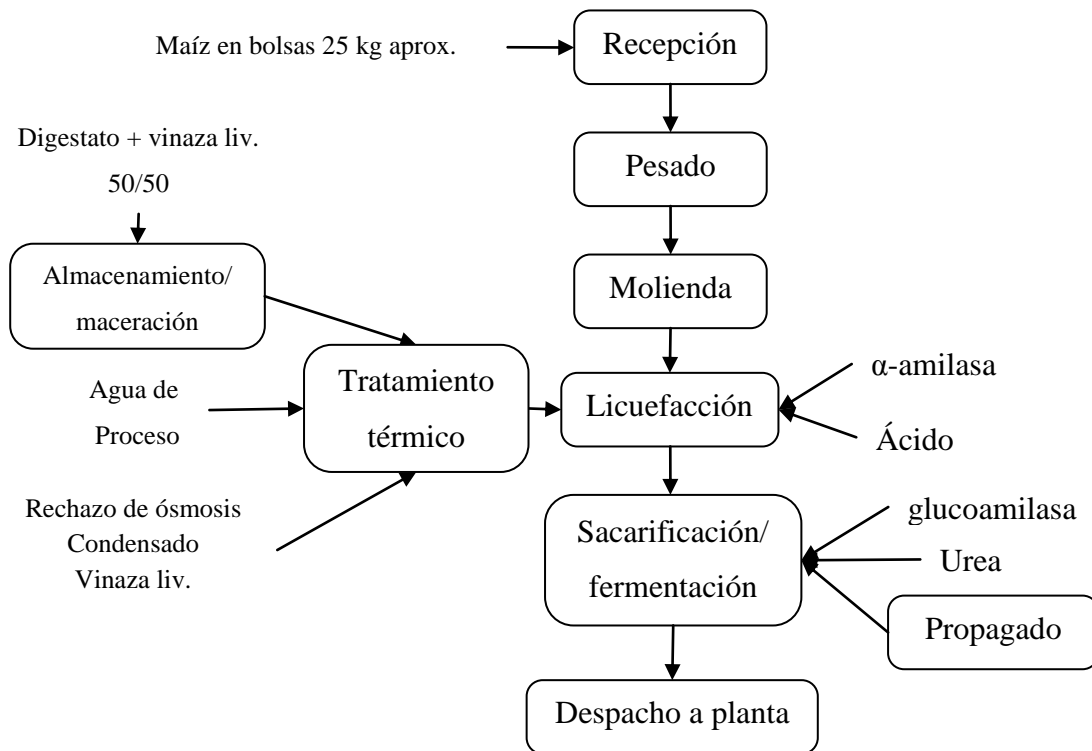 Maíz en bolsas 25 kg aprox.
Recepción
Digestato + vinaza liv.
50/50
Pesado
Almacenamiento/
maceración
Molienda
Agua de
Proceso
Tratamiento
térmico
Licuefacción
α-amilasa
Ácido
Rechazo de ósmosis
Condensado
Vinaza liv.
Sacarificación/
fermentación
glucoamilasa
Urea
Propagado
Despacho a planta